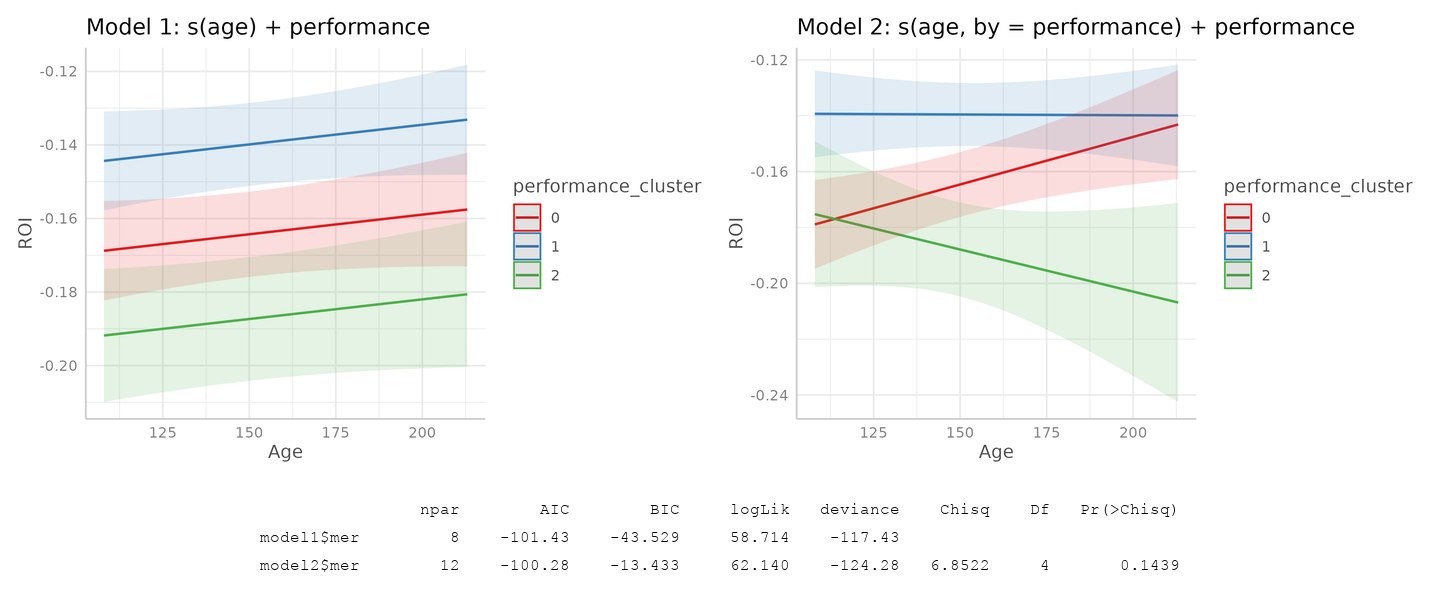 Model 1: s(age) + performance
-0.12
-0.14
-0.16
-0.18
-0.20
ROI
125 150 175 200
Age
performance_cluster
0
1
2
Model 2: s(age, by = performance) + performance
-0.12
-0.16
-0.20
-0.24
ROI
125 150 175 200
Age
performance_cluster
0
1
2
npar AIC BIC logLik deviance Chisq Df Pr(>Chisq)
model1$mer 8 -101.43 -43.529 58.714 -117.43
model2$mer 12 -100.28 -13.433 62.140 -124.28 6.8522 4 0.1439